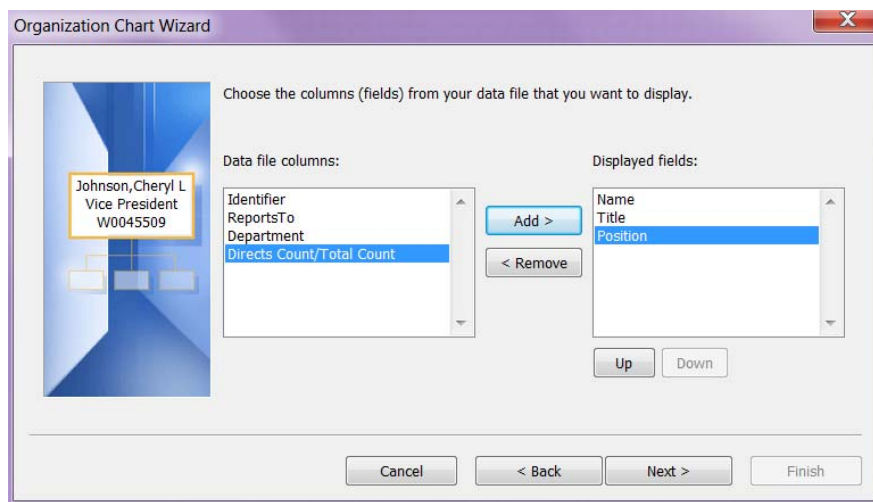 Organization Chart Wizard
Choose the columns (fields) from your data file that you want to display.
Johnson,Cheryl L
Vice President
W0045509
Data file columns:
Identifier
ReportsTo
Department
Directs Count/Total Count
Add >
< Remove
Displayed fields:
Name
Title
Position
Up
Down
Cancel
< Back
Next >
Finish